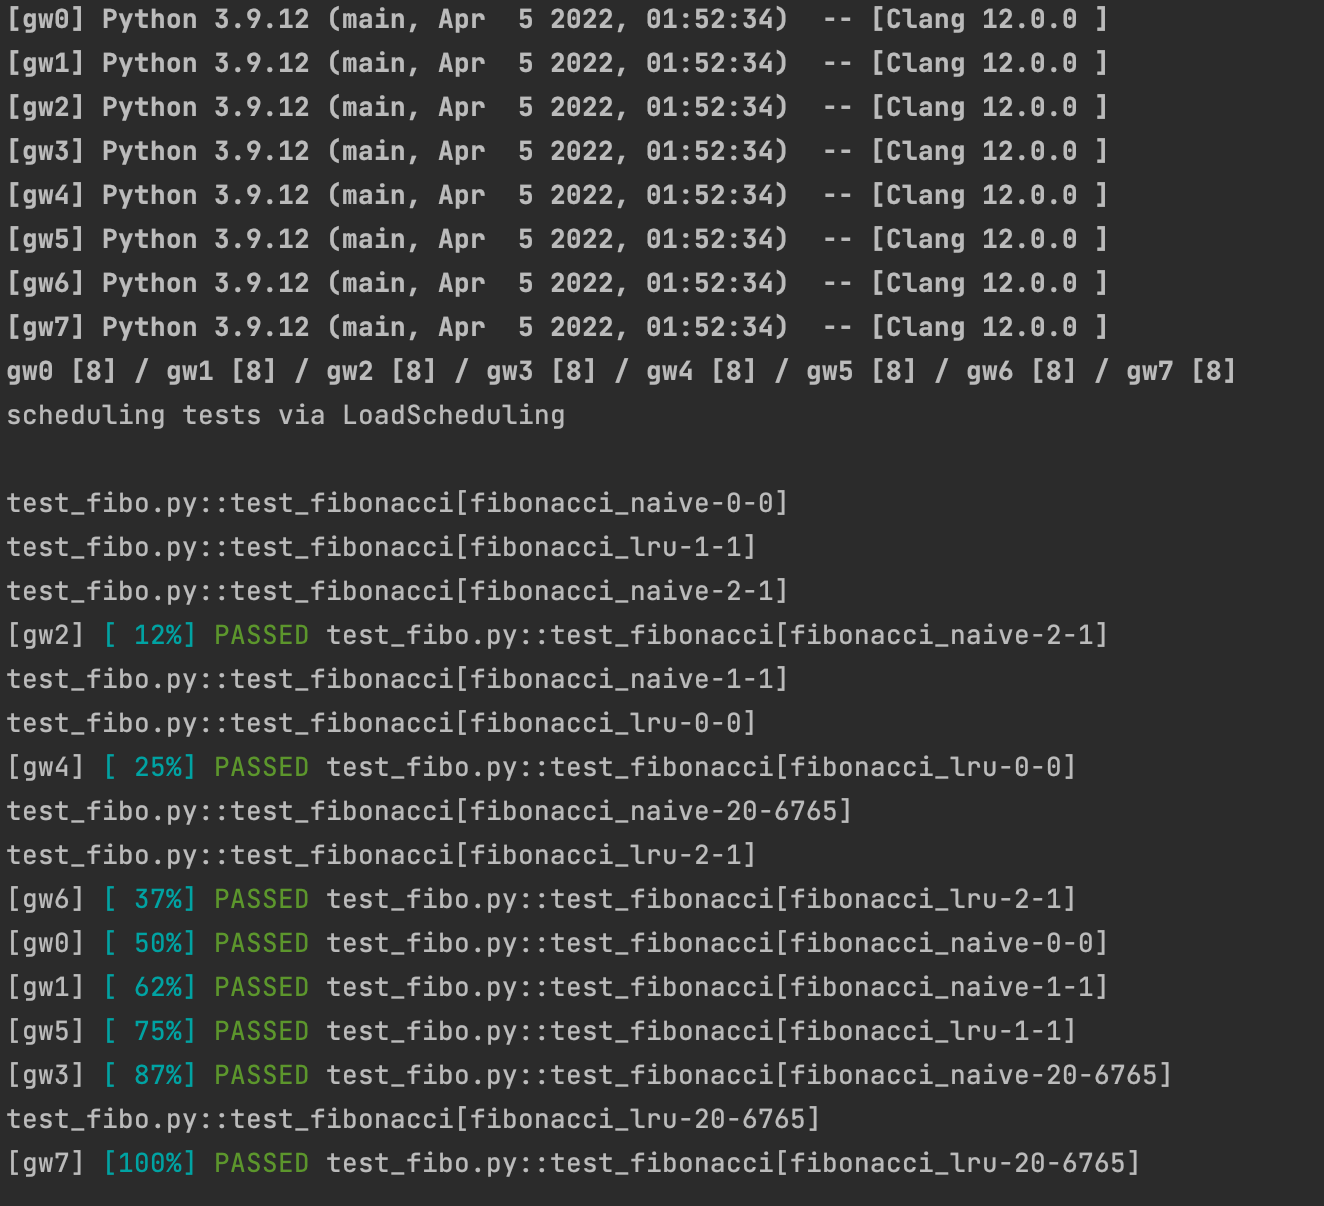 [gw0] Python 3.9.12 (main, Apr  5 2022, 01:52:34)  -- [Clang 12.0.0 ]
[gw1] Python 3.9.12 (main, Apr  5 2022, 01:52:34)  -- [Clang 12.0.0 ]
[gw2] Python 3.9.12 (main, Apr  5 2022, 01:52:34)  -- [Clang 12.0.0 ]
[gw3] Python 3.9.12 (main, Apr  5 2022, 01:52:34)  -- [Clang 12.0.0 ]
[gw4] Python 3.9.12 (main, Apr  5 2022, 01:52:34)  -- [Clang 12.0.0 ]
[gw5] Python 3.9.12 (main, Apr  5 2022, 01:52:34)  -- [Clang 12.0.0 ]
[gw6] Python 3.9.12 (main, Apr  5 2022, 01:52:34)  -- [Clang 12.0.0 ]
[gw7] Python 3.9.12 (main, Apr  5 2022, 01:52:34)  -- [Clang 12.0.0 ]
gw0 [8] / gw1 [8] / gw2 [8] / gw3 [8] / gw4 [8] / gw5 [8] / gw6 [8] / gw7 [8]
scheduling tests via LoadScheduling
test_fibo.py::test_fibonacci[fibonacci_naive-0-0]
test_fibo.py::test_fibonacci[fibonacci_lru-1-1]
test_fibo.py::test_fibonacci[fibonacci_naive-2-1]
[gw2] [ 12%] PASSED test_fibo.py::test_fibonacci[fibonacci_naive-2-1]
test_fibo.py::test_fibonacci[fibonacci_naive-1-1]
test_fibo.py::test_fibonacci[fibonacci_lru-0-0]
[gw4] [ 25%] PASSED test_fibo.py::test_fibonacci[fibonacci_lru-0-0]
test_fibo.py::test_fibonacci[fibonacci_naive-20-6765]
test_fibo.py::test_fibonacci[fibonacci_lru-2-1]
[gw6] [ 37%] PASSED test_fibo.py::test_fibonacci[fibonacci_lru-2-1]
[gw0] [ 50%] PASSED test_fibo.py::test_fibonacci[fibonacci_naive-0-0]
[gw1] [ 62%] PASSED test_fibo.py::test_fibonacci[fibonacci_naive-1-1]
[gw5] [ 75%] PASSED test_fibo.py::test_fibonacci[fibonacci_lru-1-1]
[gw3] [ 87%] PASSED test_fibo.py::test_fibonacci[fibonacci_naive-20-6765]
test_fibo.py::test_fibonacci[fibonacci_lru-20-6765]
[gw7] [100%] PASSED test_fibo.py::test_fibonacci[fibonacci_lru-20-6765]